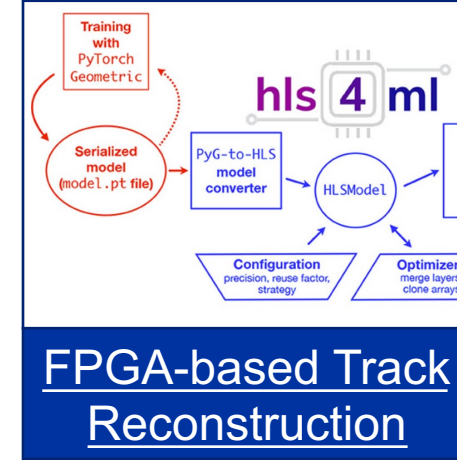 Training
with
PyTorch
Geometric
hls 4 ml
Serialized
model
(model.pt file)
PyG-to-HLS
model
converter
HLSModel
Configuration
precision, reuse factor,
strategy
Optimizer
merge layers
clone arrays
FPGA-based Track
Reconstruction